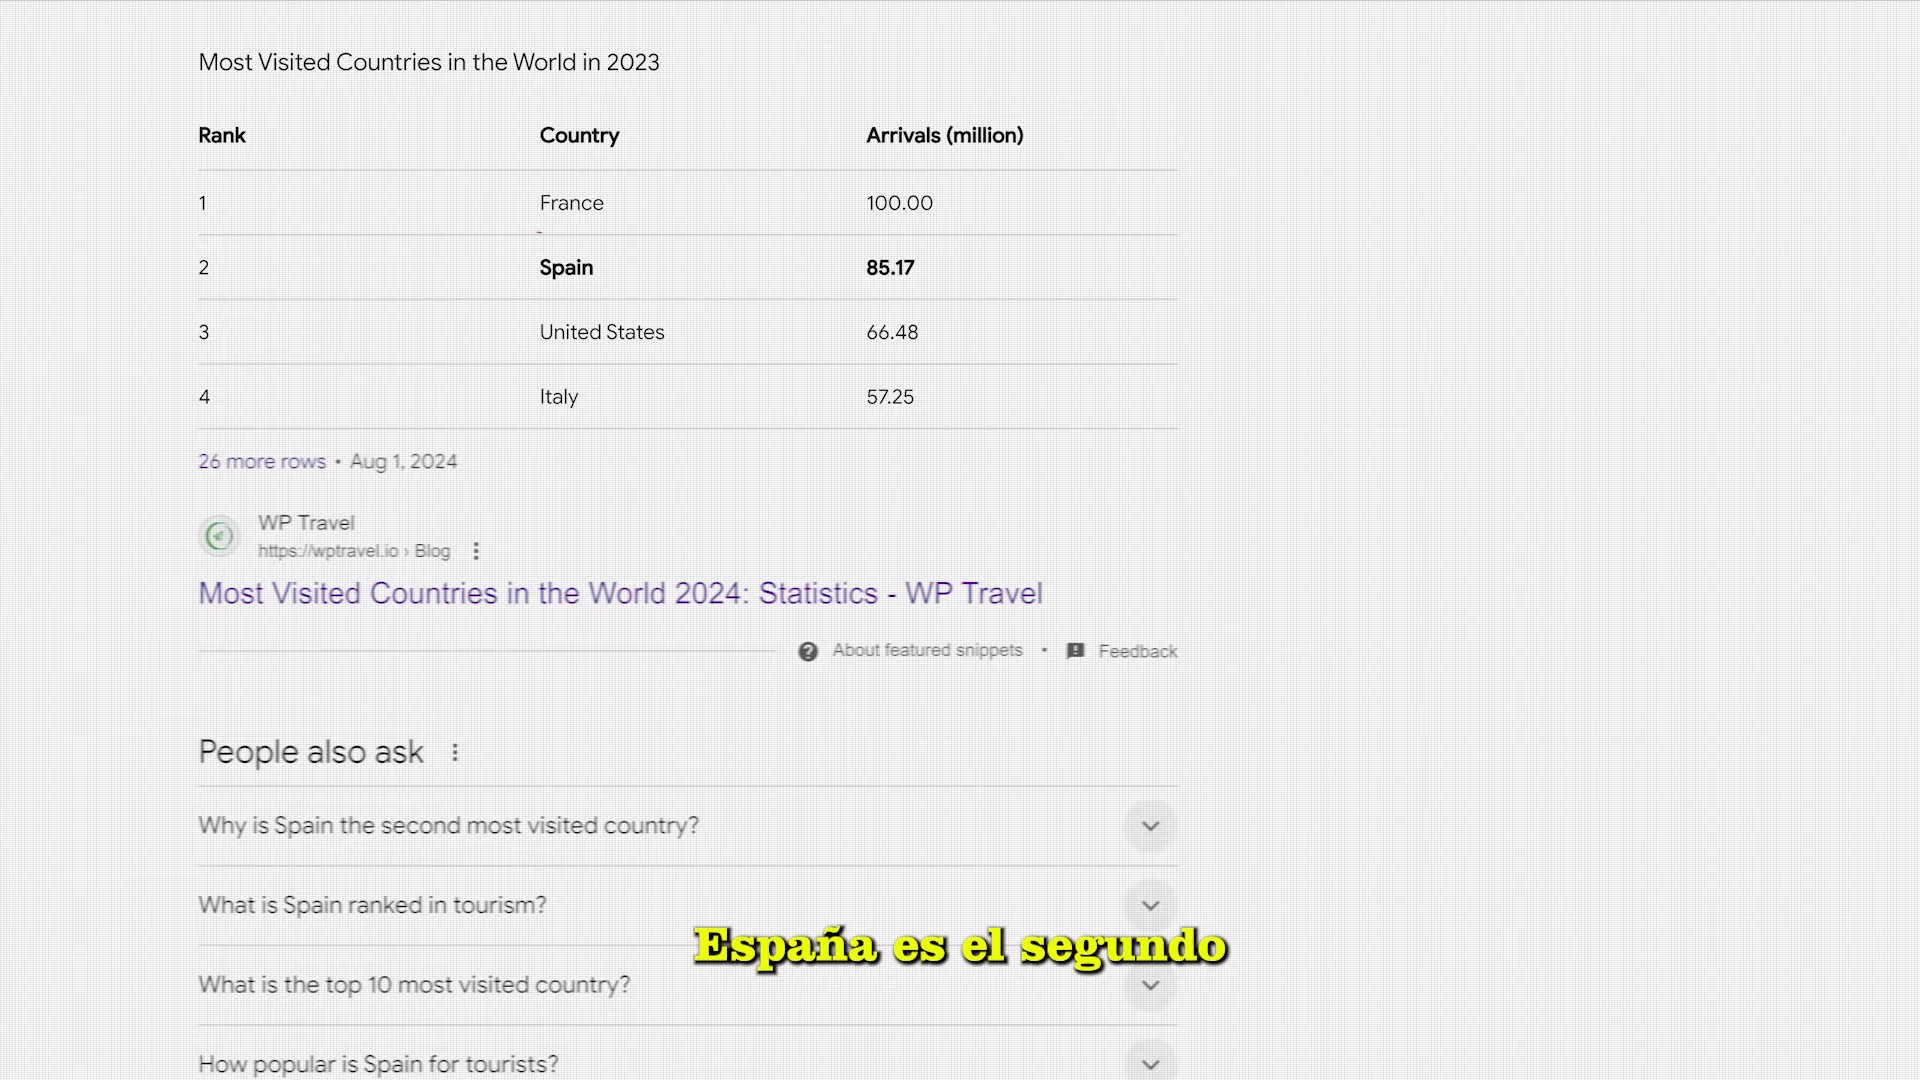 Most Visited Countries in the World in 2023
Rank Country Arrivals (million)
1 France 100.00
2 Spain 85.17
3 United States 66.48
4 Italy 57.25
26 more rows • Aug 1, 2024
WP Travel
https://wptravel.io › Blog
Most Visited Countries in the World 2024: Statistics - WP Travel
About featured snippets • Feedback
People also ask
Why is Spain the second most visited country?
What is Spain ranked in tourism?
España es el segundo
What is the top 10 most visited country?
How popular is Spain for tourists?